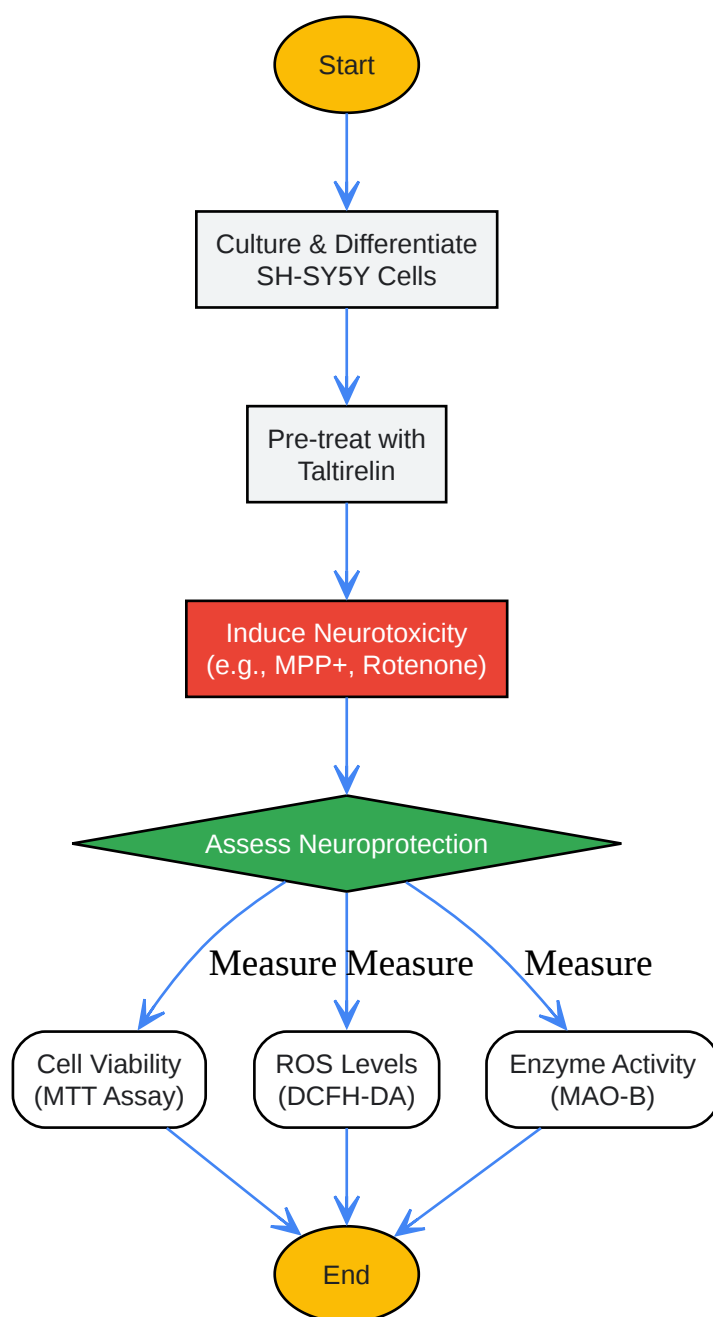 Start
Culture & Differentiate
SH-SY5Y Cells
Pre-treat with
Taltirelin
Induce Neurotoxicity
(e.g., MPP+, Rotenone)
Assess Neuroprotection
Measure
Measure
Measure
Cell Viability
(MTT Assay)
ROS Levels
(DCFH-DA)
Enzyme Activity
(MAO-B)
End